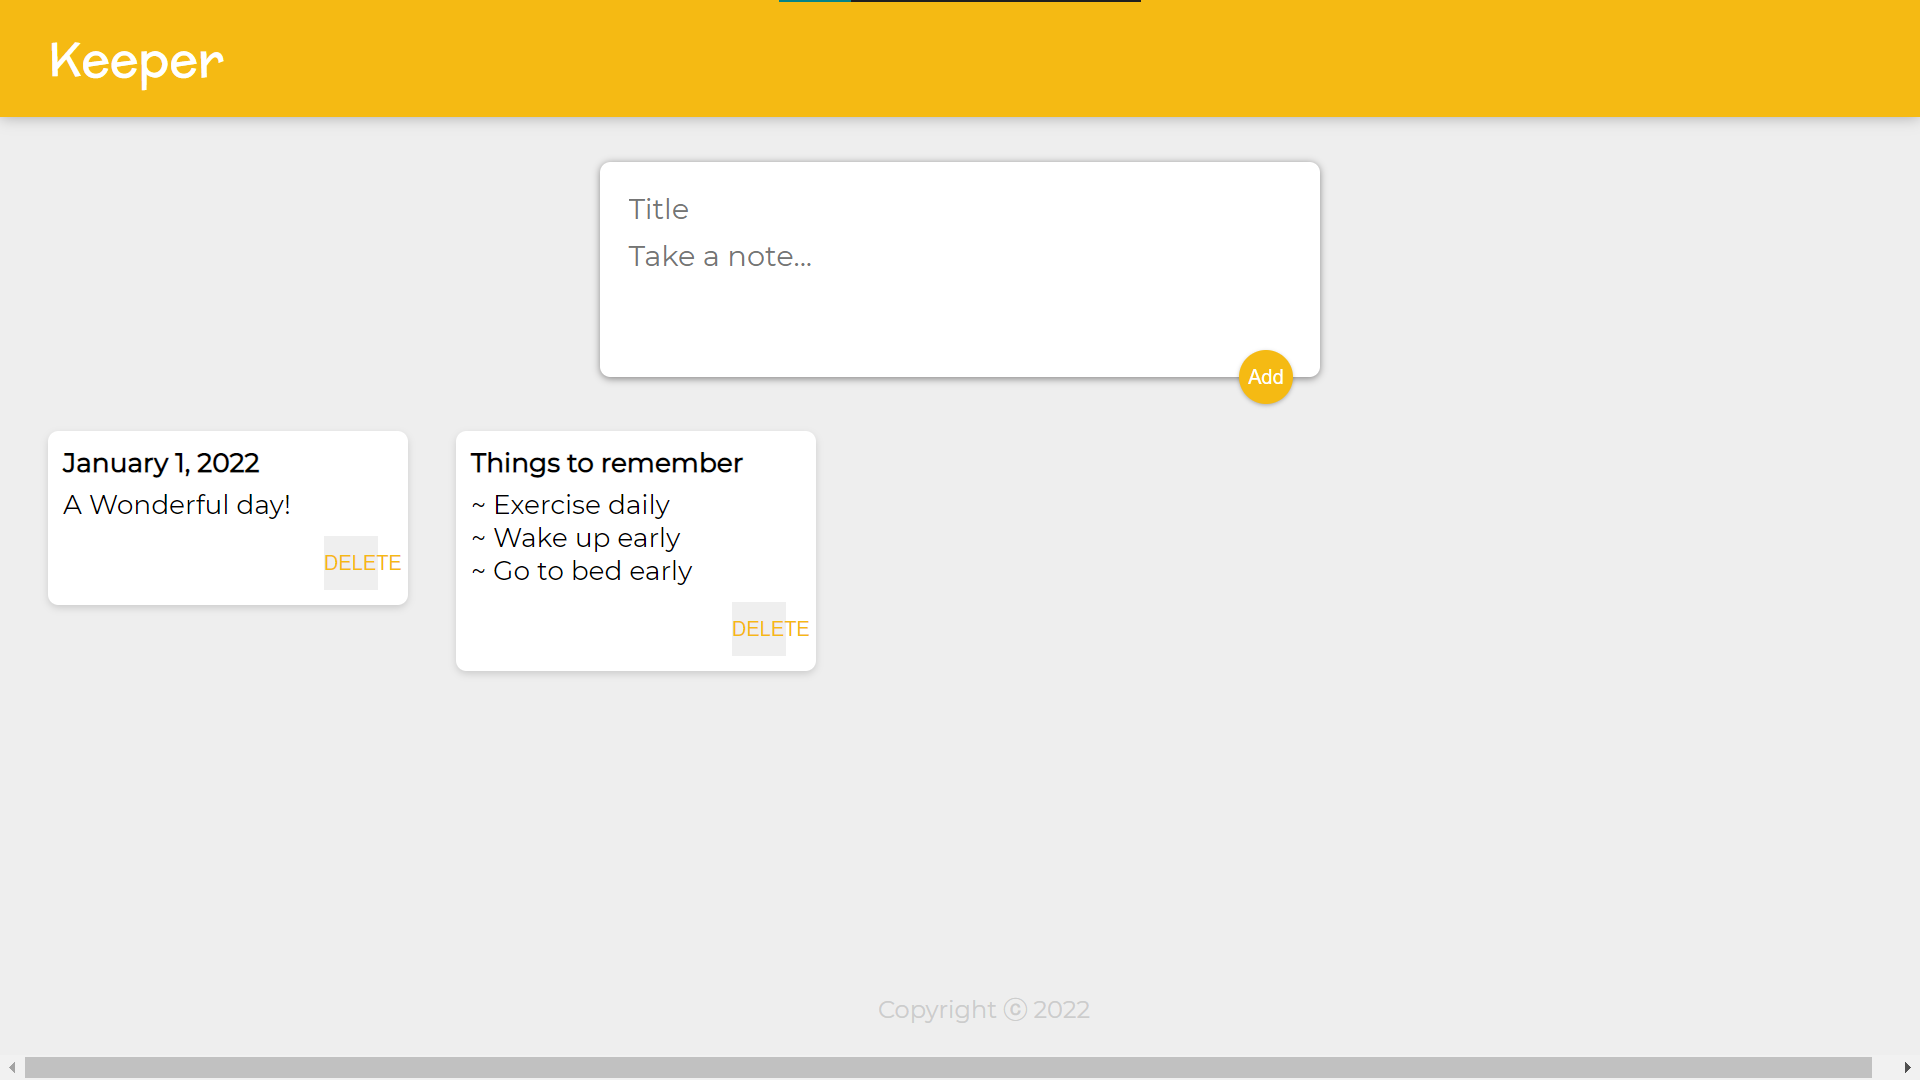 Keeper
Title
Take a note...
Add
January 1, 2022
A Wonderful day!
DELETE
Things to remember
~ Exercise daily
~ Wake up early
~ Go to bed early
DELETE
Copyright ⓒ 2022